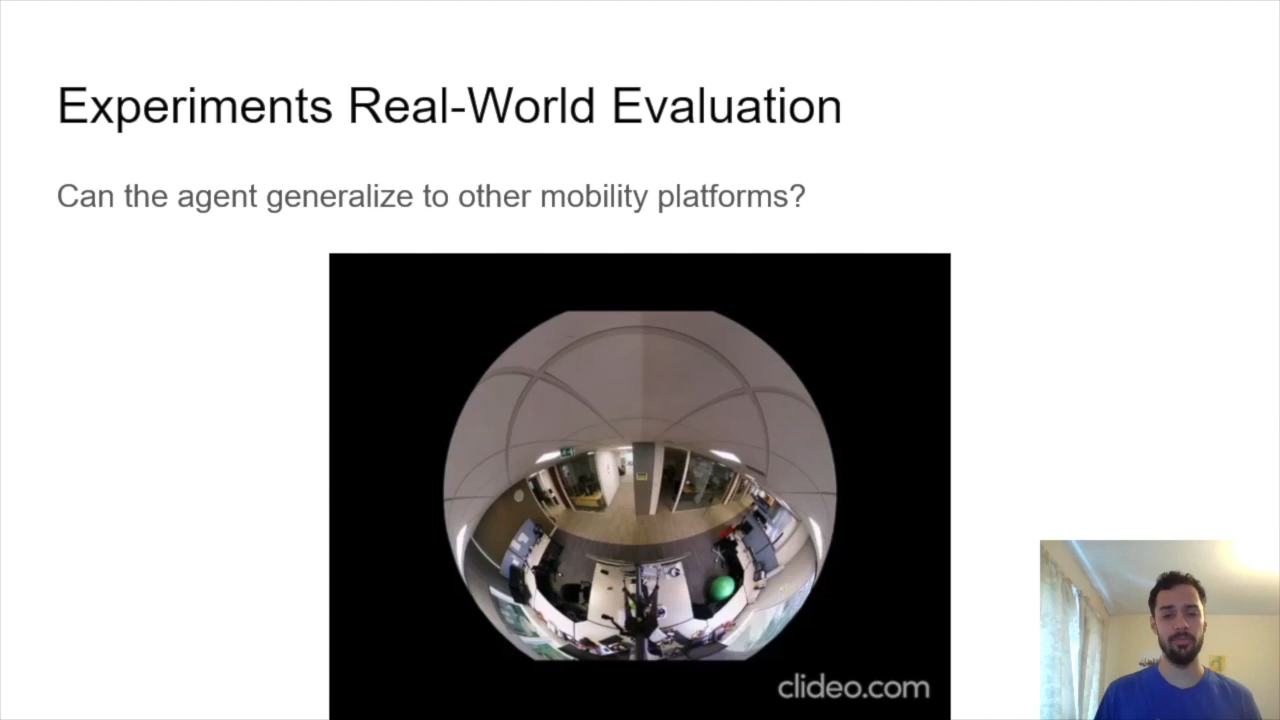 Experiments Real-World Evaluation
Can the agent generalize to other mobility platforms?
clideo.com